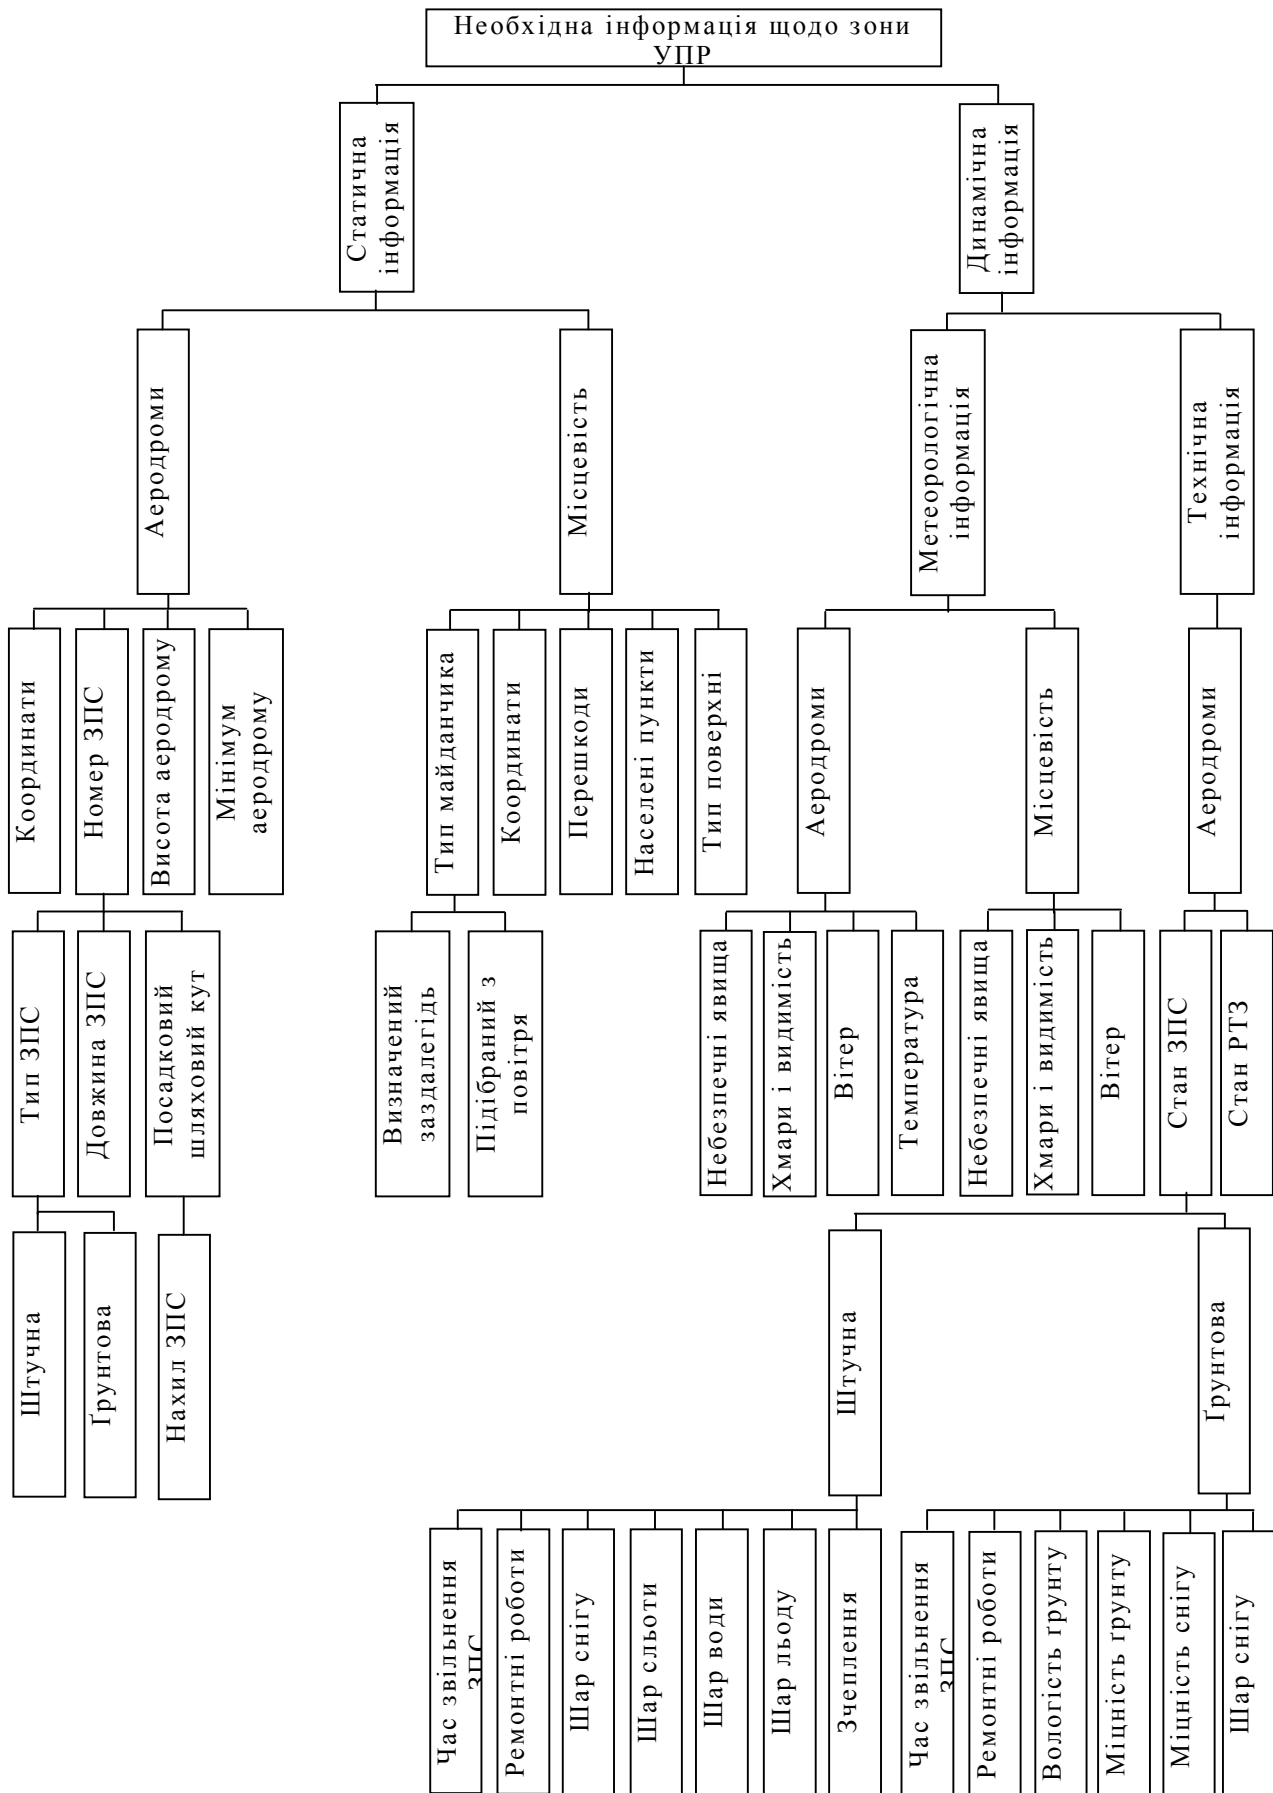 Необхідна інформація щодо зони
УПР
Статична
інформація
Динамічна
інформація
Аеродроми
Місцевість
Метеорологічна
інформація
Технічна
інформація
Координати
Номер ЗПС
Висота аеродрому
Мінімум
аеродрому
Тип майданчика
Координати
Перешкоди
Населені пункти
Тип поверхні
Аеродроми
Місцевість
Аеродроми
Тип ЗПС
Довжина ЗПС
Посадковий
шляховий кут
Визначений
заздалегідь
Підібраний з
повітря
Небезпечні явища
Хмари і видимість
Вітер
Температура
Небезпечні явища
Хмари і видимість
Вітер
Стан ЗПС
Стан РТЗ
Штучна
Ґрунтова
Нахил ЗПС
Штучна
Ґрунтова
Час звільнення
ЗПС
Ремонтні роботи
Шар снігу
Шар сльоти
Шар води
Шар льоду
Зчеплення
Час звільнення
ЗПС
Ремонтні роботи
Вологість ґрунту
Міцність ґрунту
Міцність снігу
Шар снігу